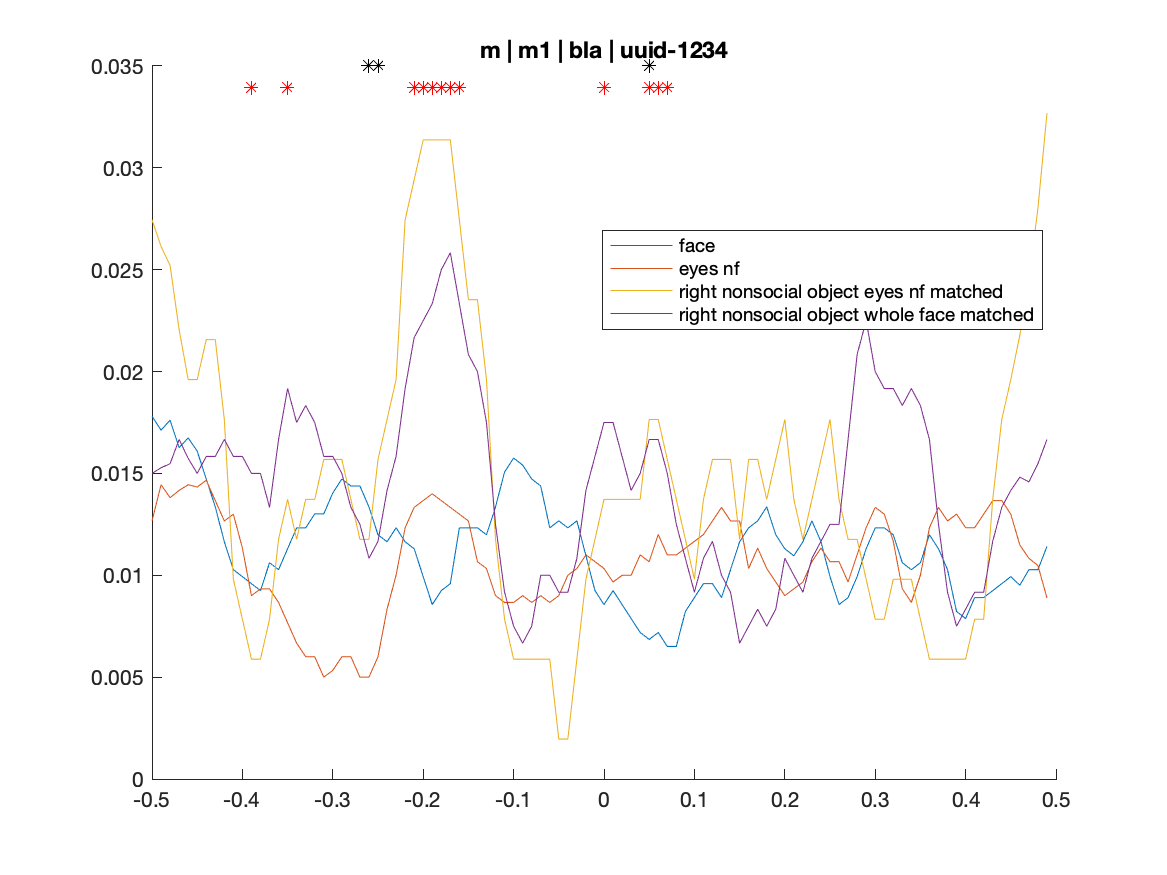 m | m1 | bla | uuid-1234
0.035
0.03
0.025
0.02
0.015
0.01
0.005
0
face
eyes nf
right nonsocial object eyes nf matched
right nonsocial object whole face matched
-0.5 -0.4 -0.3 -0.2 -0.1 0 0.1 0.2 0.3 0.4 0.5